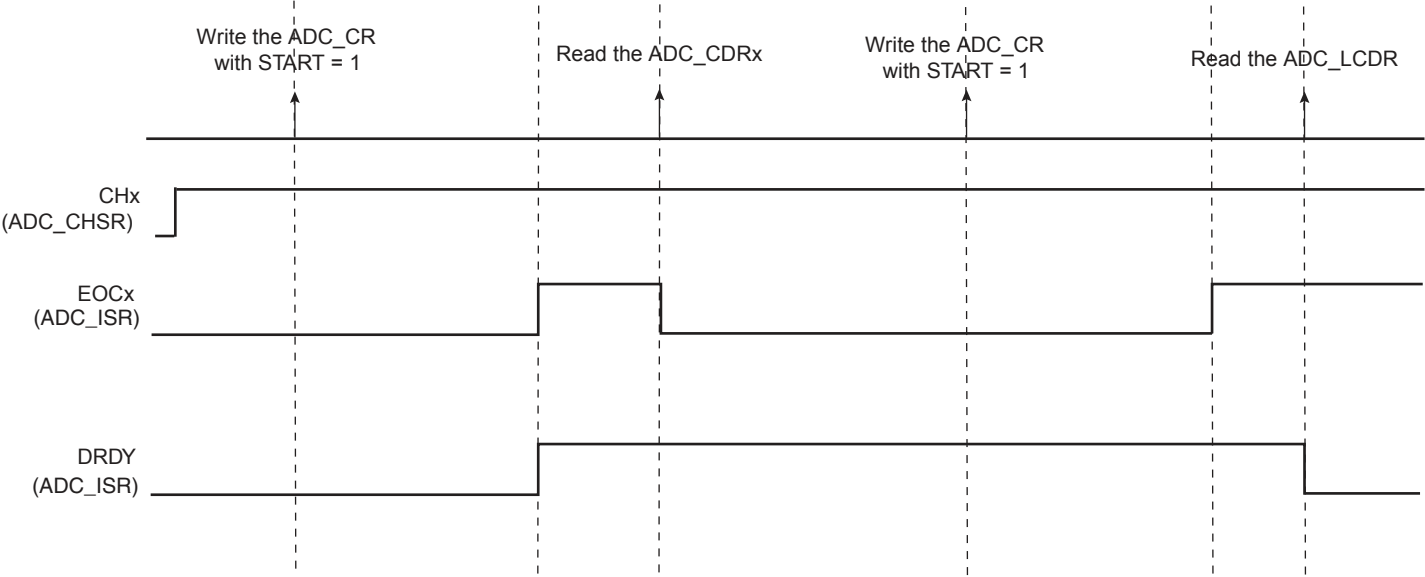 Write the ADC_CR
with START = 1
Read the ADC_CDRx
Write the ADC_CR
with START = 1
Read the ADC_LCDR
CHx
(ADC_CHSR)
EOCx
(ADC_ISR)
DRDY
(ADC_ISR)